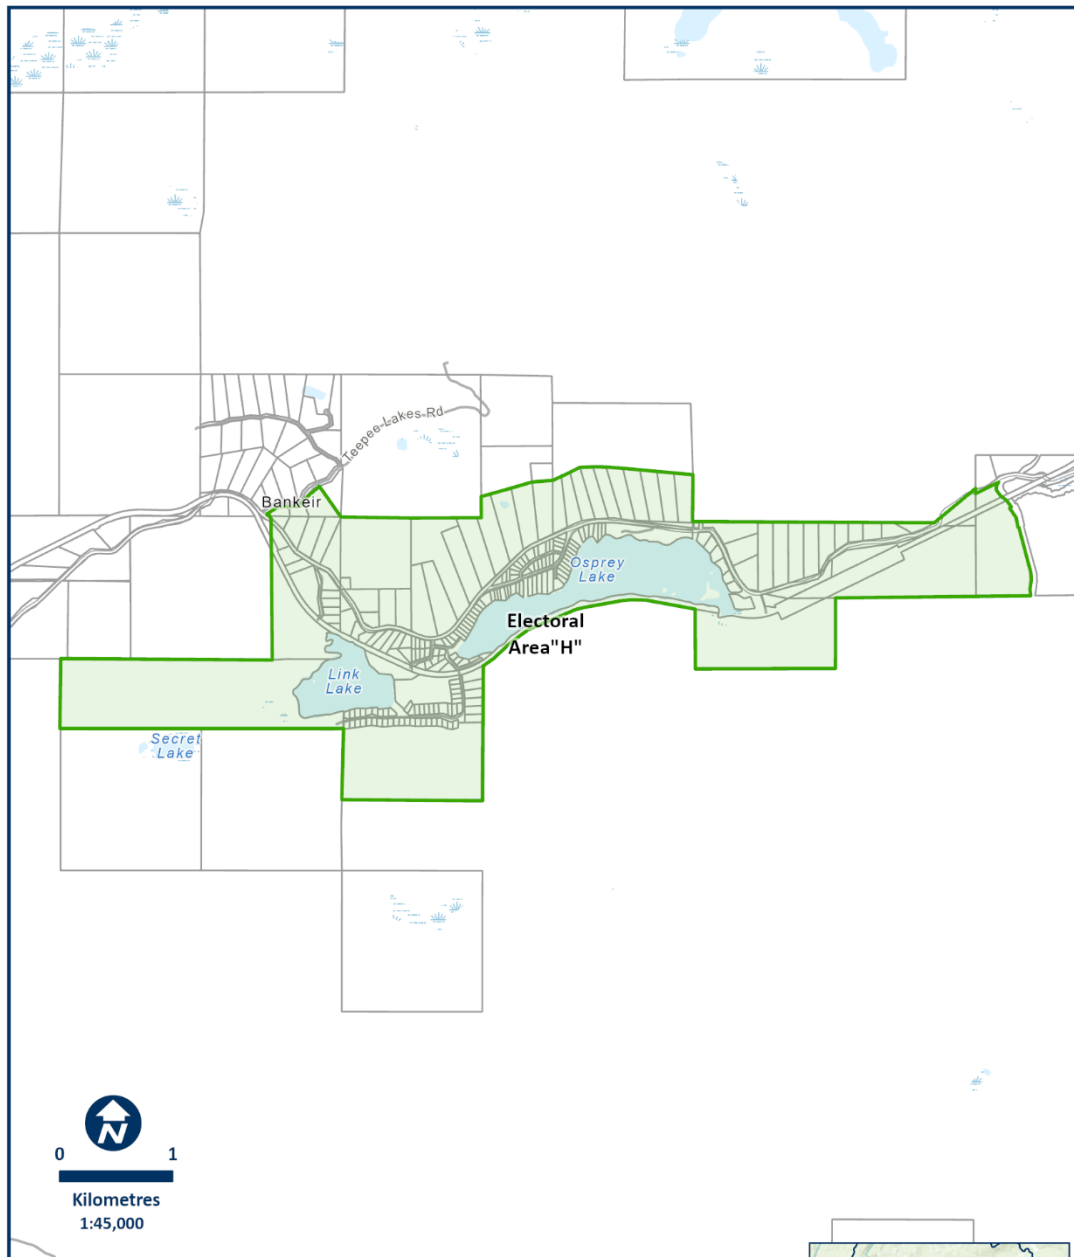 Teepee Lakes Rd
Bankeir
Osprey
Lake
Electoral
Area"H"
Link
Lake
Secret
Lake
N
0 1
Kilometres
1:45,000